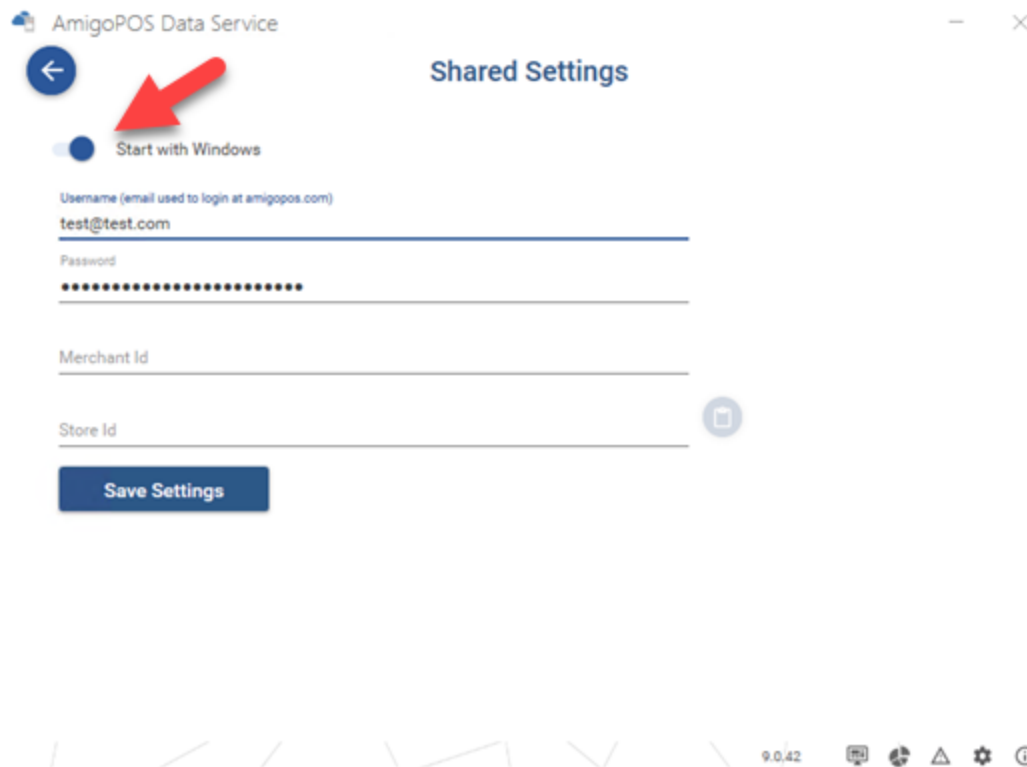 AmigoPOS Data Service
Shared Settings
Start with Windows
Username (email used to login at amigopos.com)
test@test.com
Password
••••••••••••••••••••••••
Merchant Id
Store Id
Save Settings
9.0.42